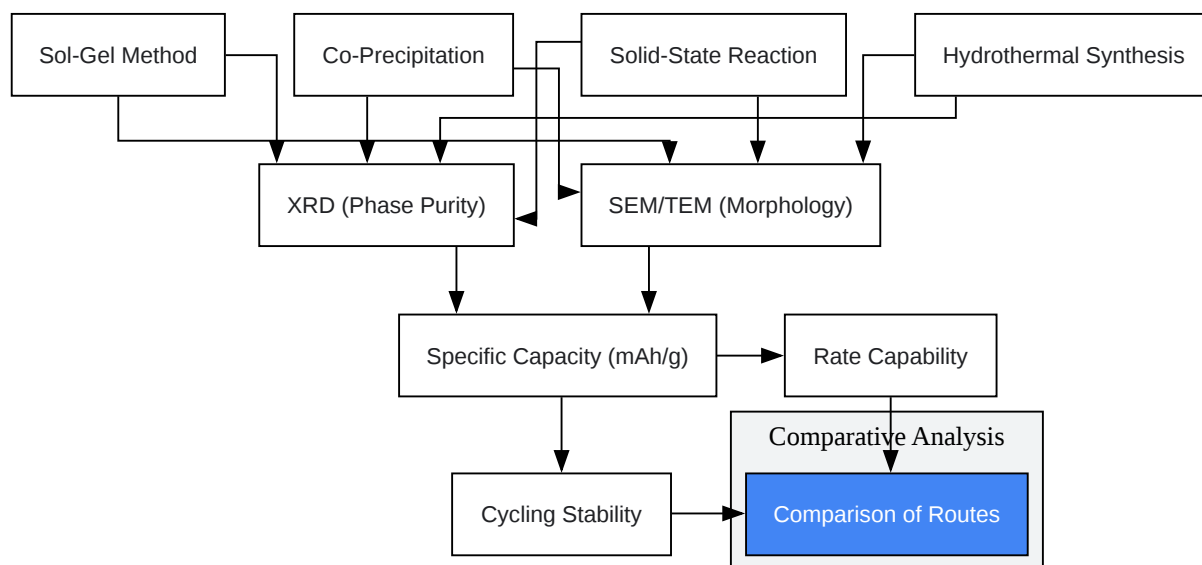 Sol-Gel Method
Co-Precipitation
Solid-State Reaction
Hydrothermal Synthesis
XRD (Phase Purity)
SEM/TEM (Morphology)
Specific Capacity (mAh/g)
Rate Capability
Comparative Analysis
Cycling Stability
Comparison of Routes